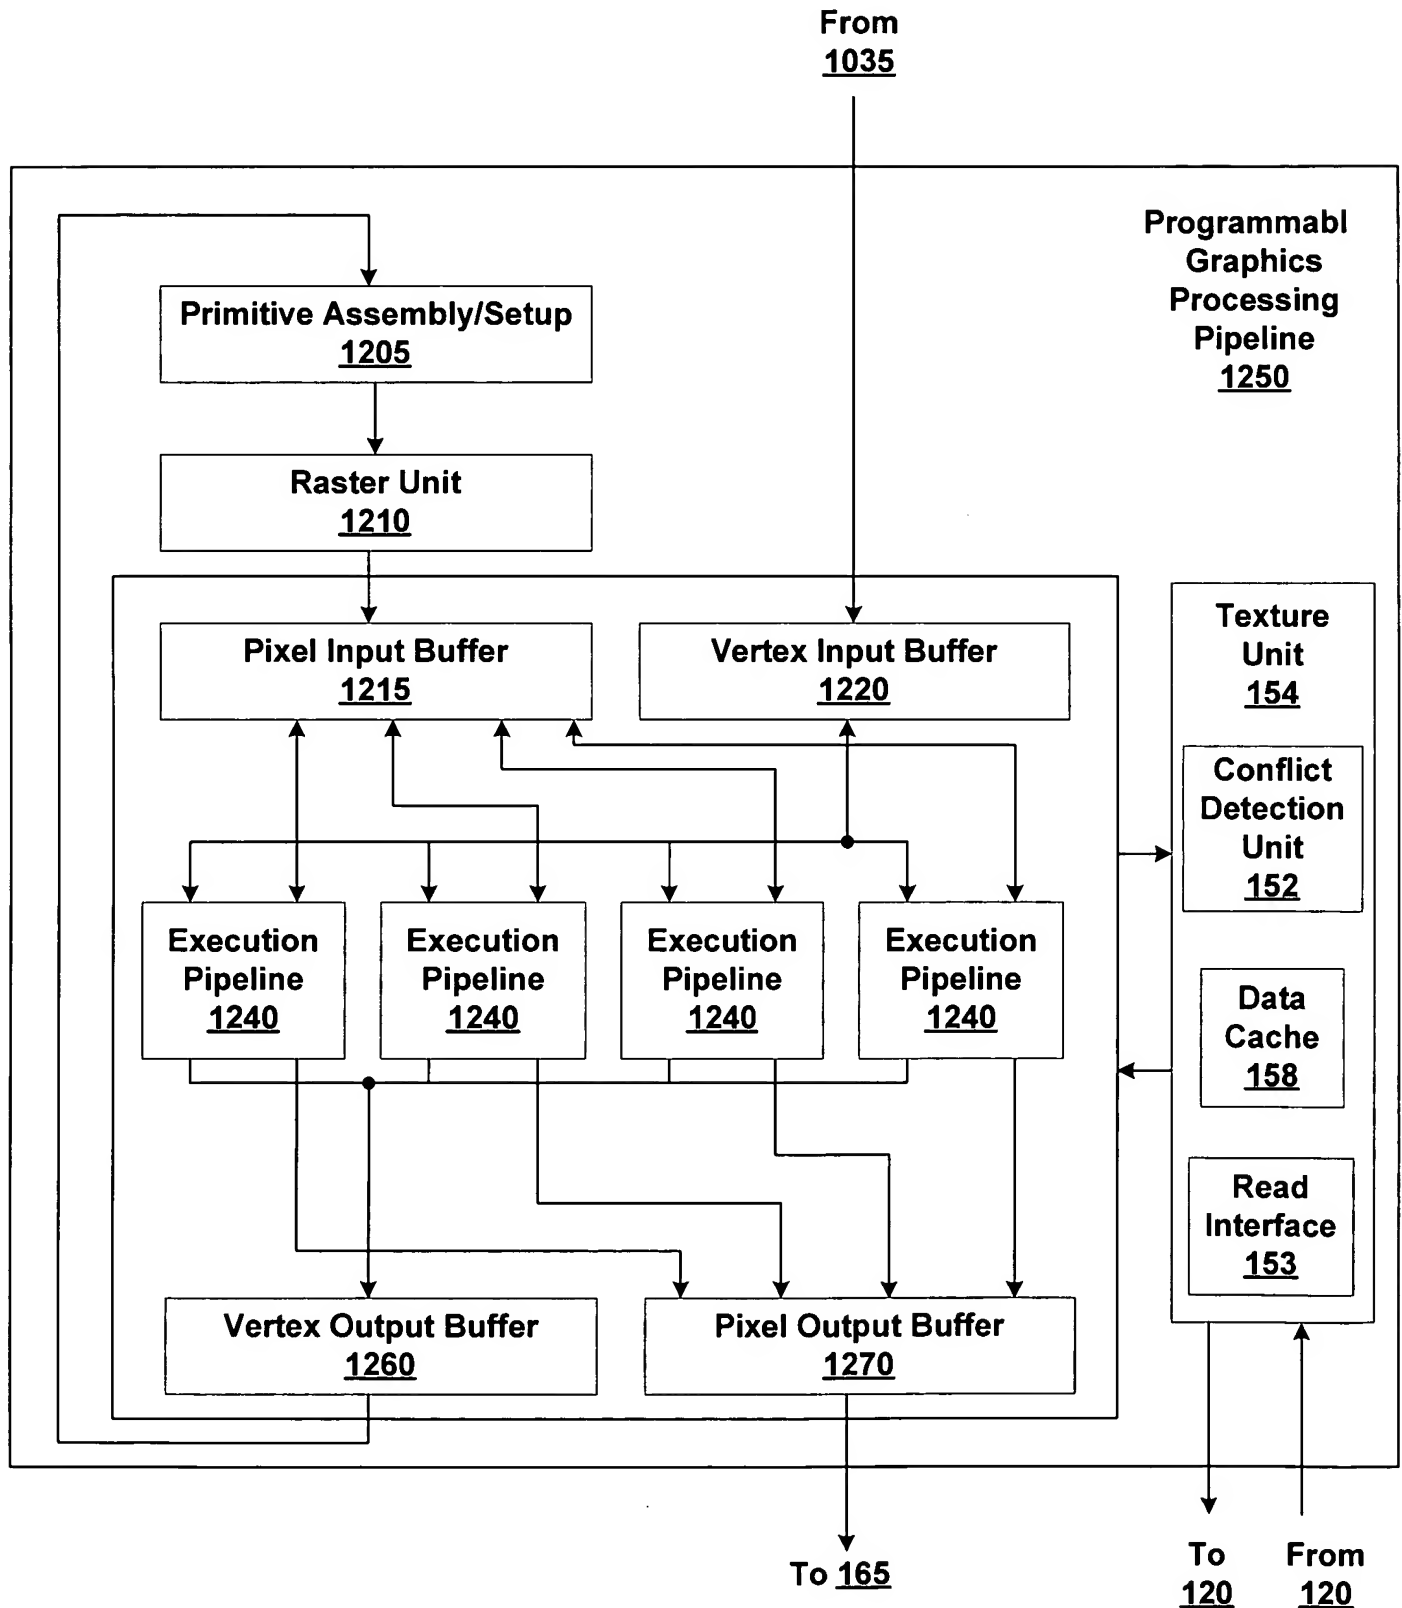 From
1035
Programmabl
Graphics
Processing
Pipeline
1250
Primitive Assembly/Setup
1205
Raster Unit
1210
Pixel Input Buffer
1215
Vertex Input Buffer
1220
Texture
Unit
154
Conflict
Detection
Unit
152
Execution
Pipeline
1240
Execution
Pipeline
1240
Execution
Pipeline
1240
Execution
Pipeline
1240
Data
Cache
158
Read
Interface
153
Vertex Output Buffer
1260
Pixel Output Buffer
1270
To 165
To
120
From
120